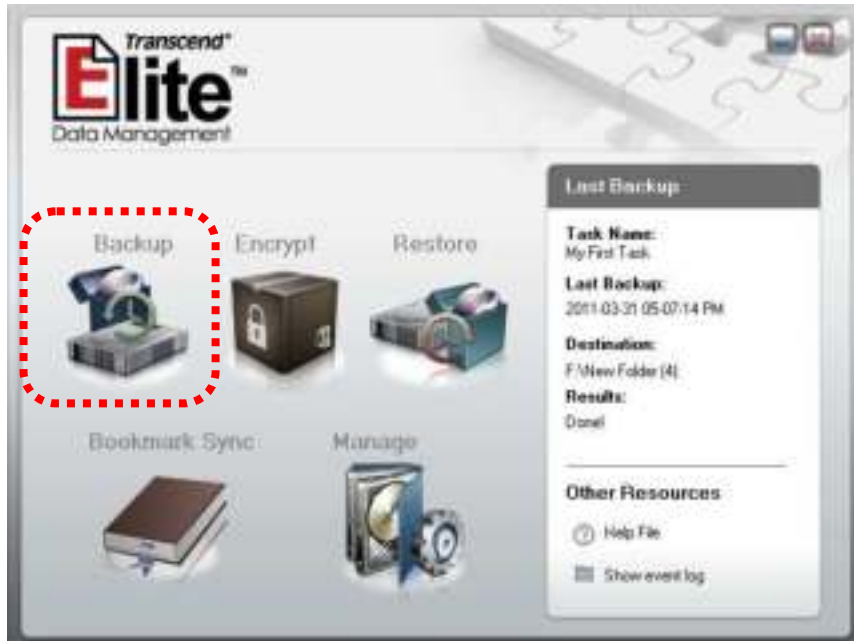 Transcend®
Elite™
Data Management
Last Backup
Backup
Encrypt
Restore
Task Name:
My First Task
Last Backup:
2011-03-31 05-07-14 PM
Destination:
F:\New Folder (4)
Results:
Done!
Bookmark Sync
Manage
Other Resources
? Help File
Show event log